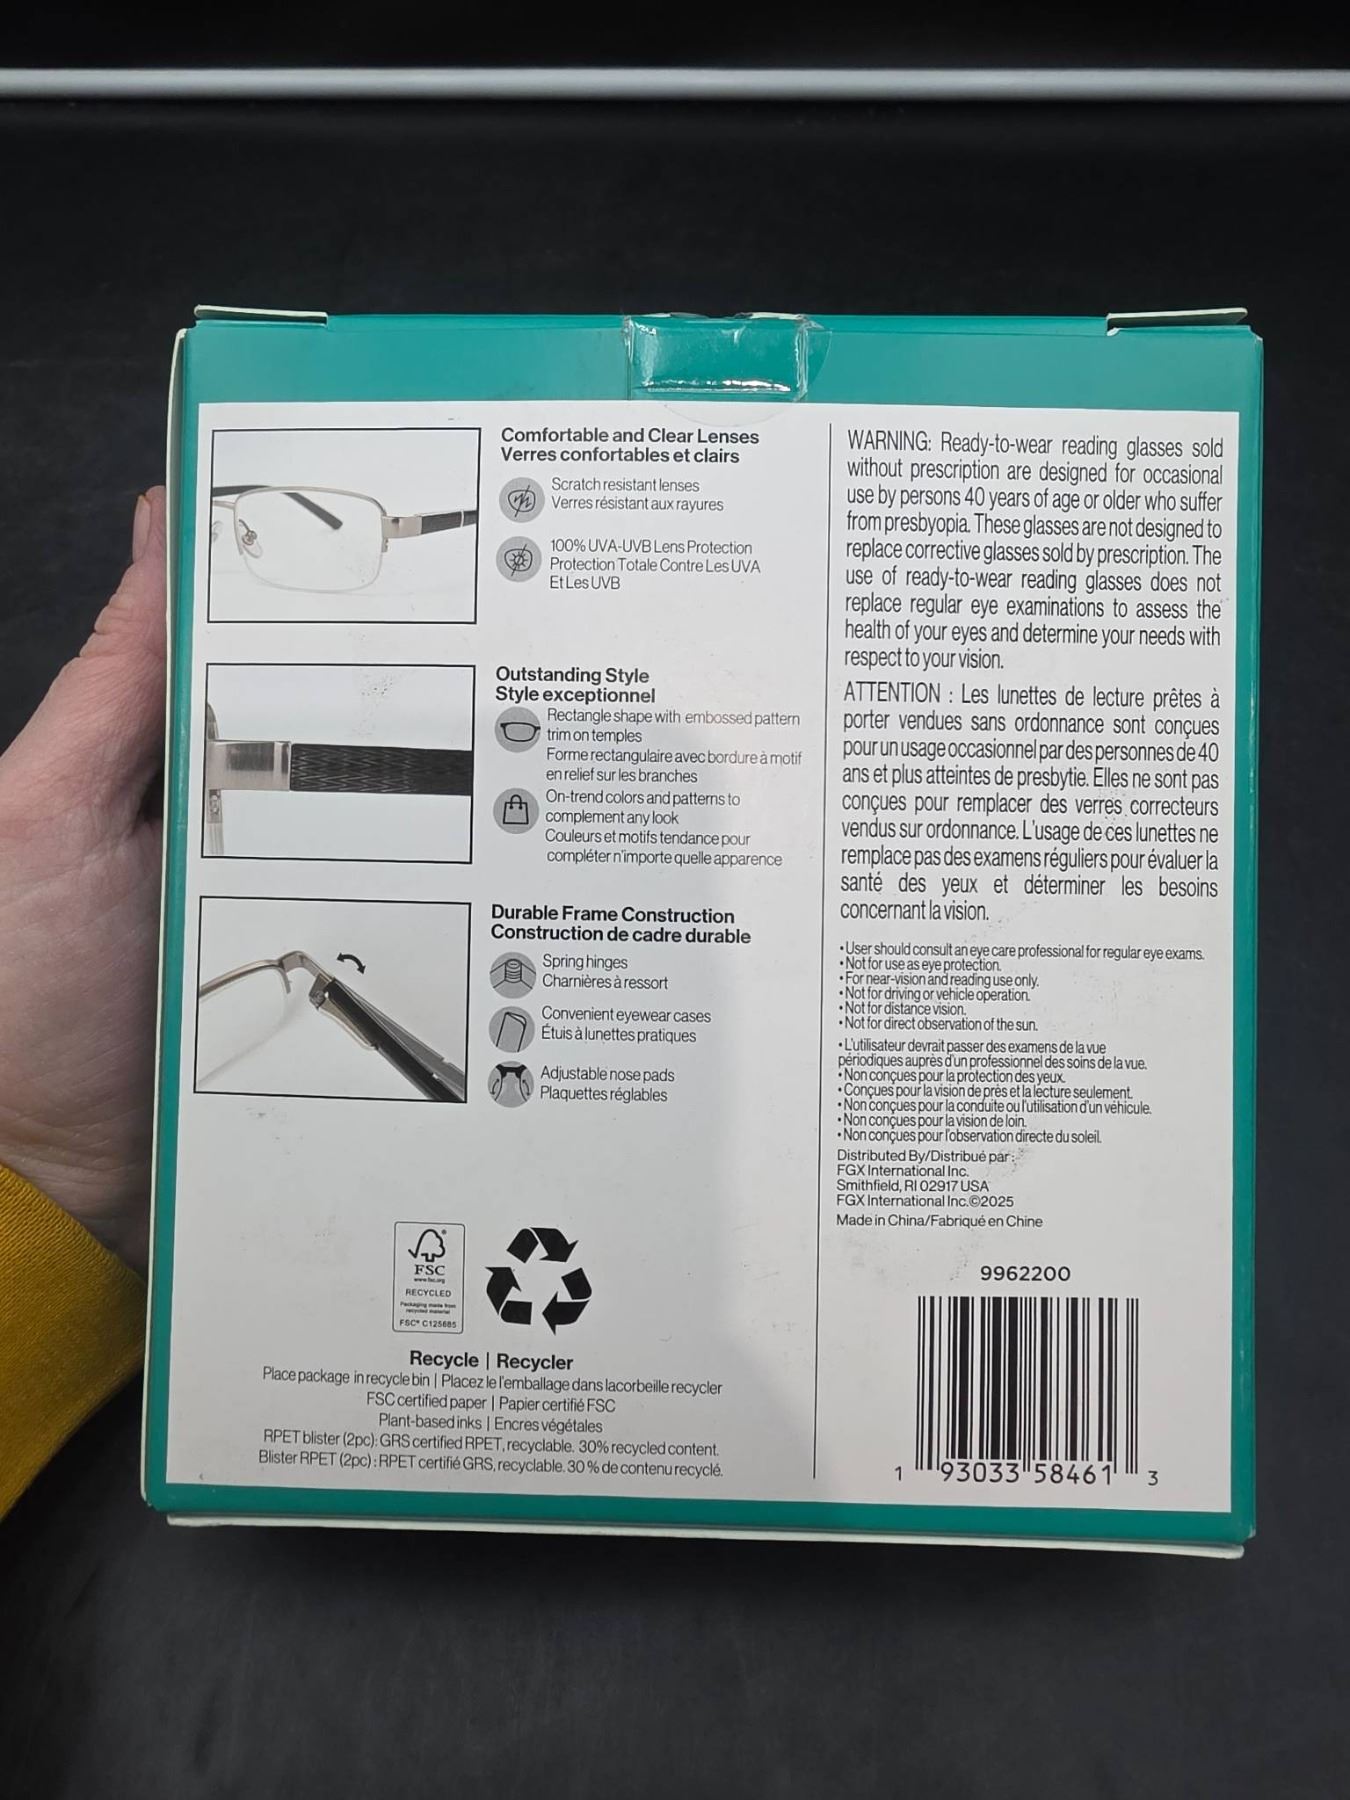 Comfortable and Clear Lenses
Verres confortables et clairs
Scratch resistant lenses
Verres résistant aux rayures
100% UVA-UVB Lens Protection
Protection Totale Contre Les UVA
Et Les UVB
Outstanding Style
Style exceptionnel
Rectangle shape with embossed pattern
trim on temples
Forme rectangulaire avec bordure à motif
en relief sur les branches
On-trend colors and patterns to
complement any look
Couleurs et motifs tendance pour
compléter n'importe quelle apparence
Durable Frame Construction
Construction de cadre durable
Spring hinges
Charnières à ressort
Convenient eyewear cases
Étuis à lunettes pratiques
Adjustable nose pads
Plaquettes réglables
FSC
www.fsc.org
RECYCLED
Packaging made from
recycled material
FSC® C125685
Recycle | Recycler
Place package in recycle bin | Placez le l'emballage dans lacorbeille recycler
FSC certified paper | Papier certifié FSC
Plant-based inks | Encres végétales
RPET blister (2pc): GRS certified RPET, recyclable. 30% recycled content.
Blister RPET (2pc) : RPET certifié GRS, recyclable. 30 % de contenu recyclé.
WARNING: Ready-to-wear reading glasses sold
without prescription are designed for occasional
use by persons 40 years of age or older who suffer
from presbyopia. These glasses are not designed to
replace corrective glasses sold by prescription. The
use of ready-to-wear reading glasses does not
replace regular eye examinations to assess the
health of your eyes and determine your needs with
respect to your vision.
ATTENTION : Les lunettes de lecture prêtes à
porter vendues sans ordonnance sont conçues
pour un usage occasionnel par des personnes de 40
ans et plus atteintes de presbytie. Elles ne sont pas
conçues pour remplacer des verres correcteurs
vendus sur ordonnance. L'usage de ces lunettes ne
remplace pas des examens réguliers pour évaluer la
santé des yeux et déterminer les besoins
concernant la vision.
• User should consult an eye care professional for regular eye exams.
• Not for use as eye protection.
• For near-vision and reading use only.
• Not for driving or vehicle operation.
• Not for distance vision.
• Not for direct observation of the sun.
• L'utilisateur devrait passer des examens de la vue
périodiques auprès d'un professionnel des soins de la vue.
• Non conçues pour la protection des yeux.
• Conçues pour la vision de près et la lecture seulement.
• Non conçues pour la conduite ou l'utilisation d'un véhicule.
• Non conçues pour la vision de loin.
• Non conçues pour l'observation directe du soleil.
Distributed By/Distribué par :
FGX International Inc.
Smithfield, RI 02917 USA
FGX International Inc.©2025
Made in China/Fabriqué en Chine
9962200
1 93033 58461 3